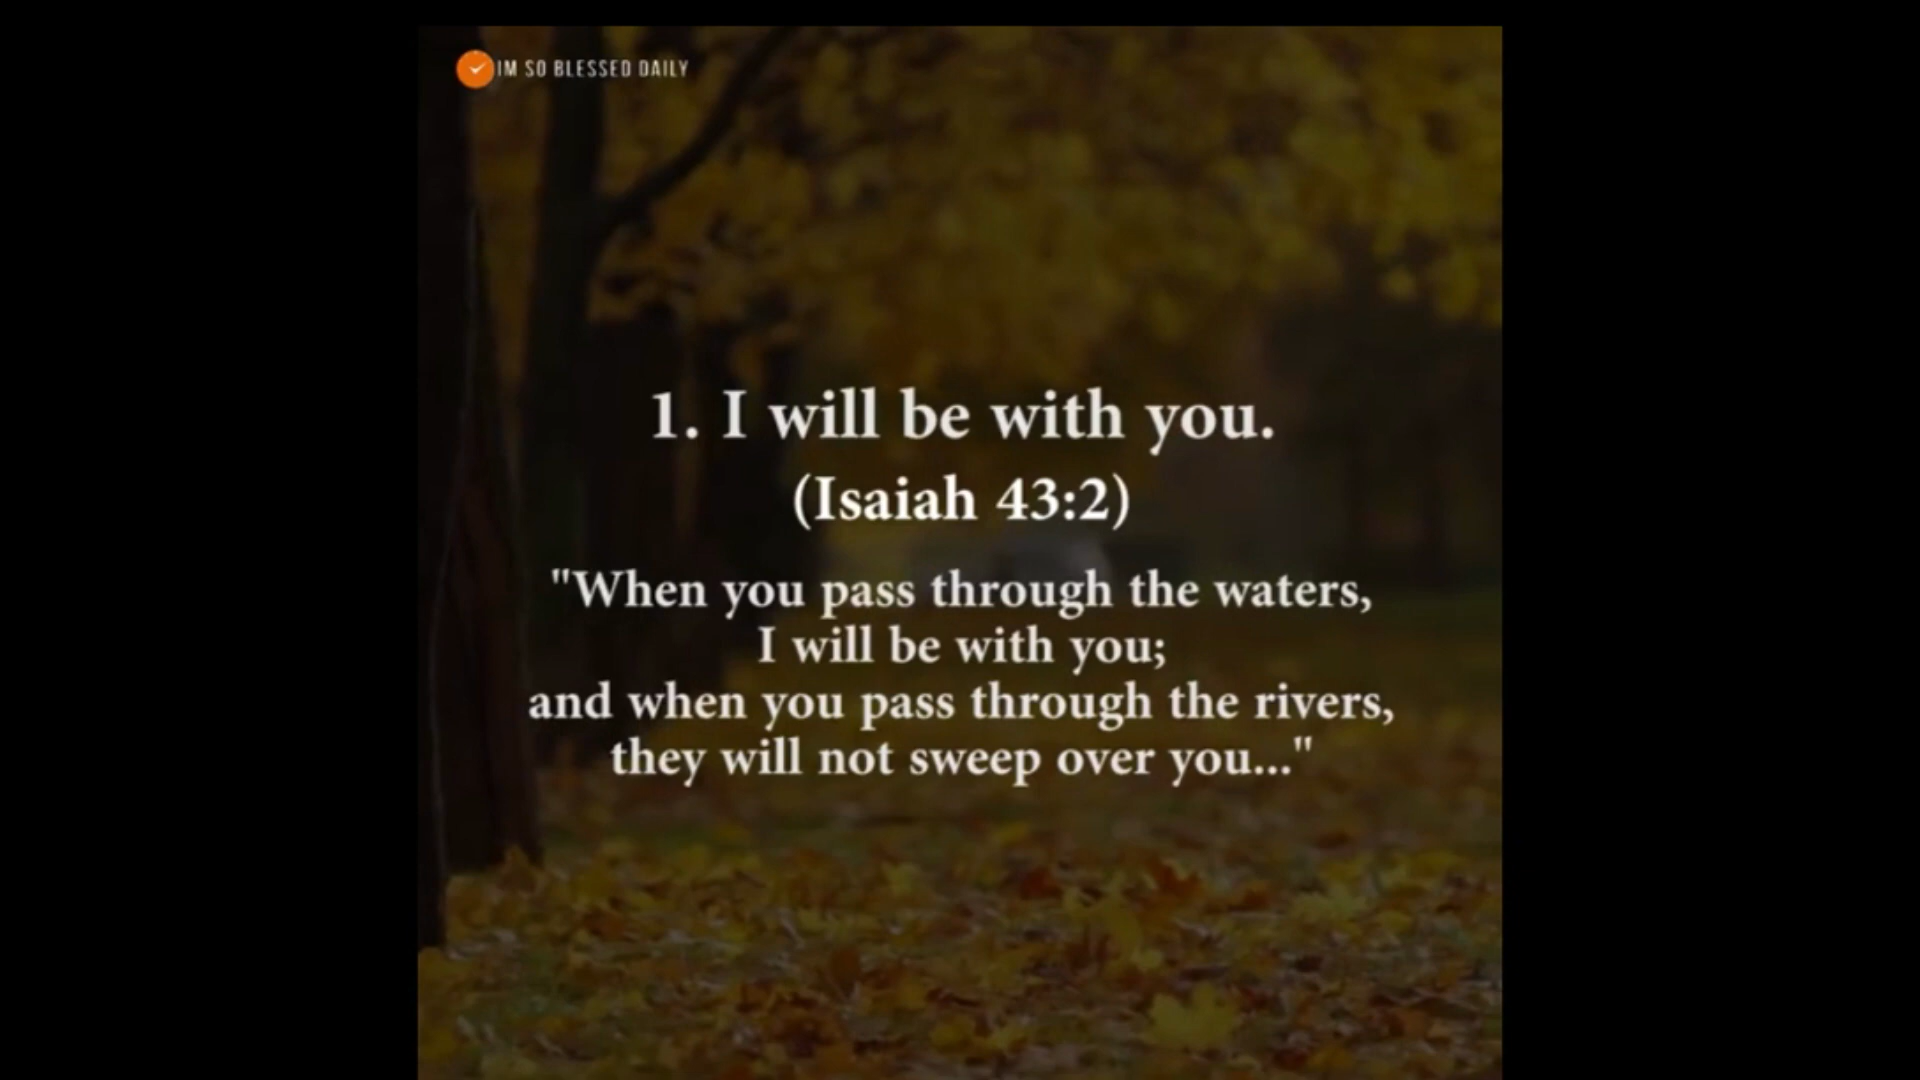 IM SO BLESSED DAILY
1. I will be with you.
(Isaiah 43:2)
"When you pass through the waters,
I will be with you;
and when you pass through the rivers,
they will not sweep over you..."